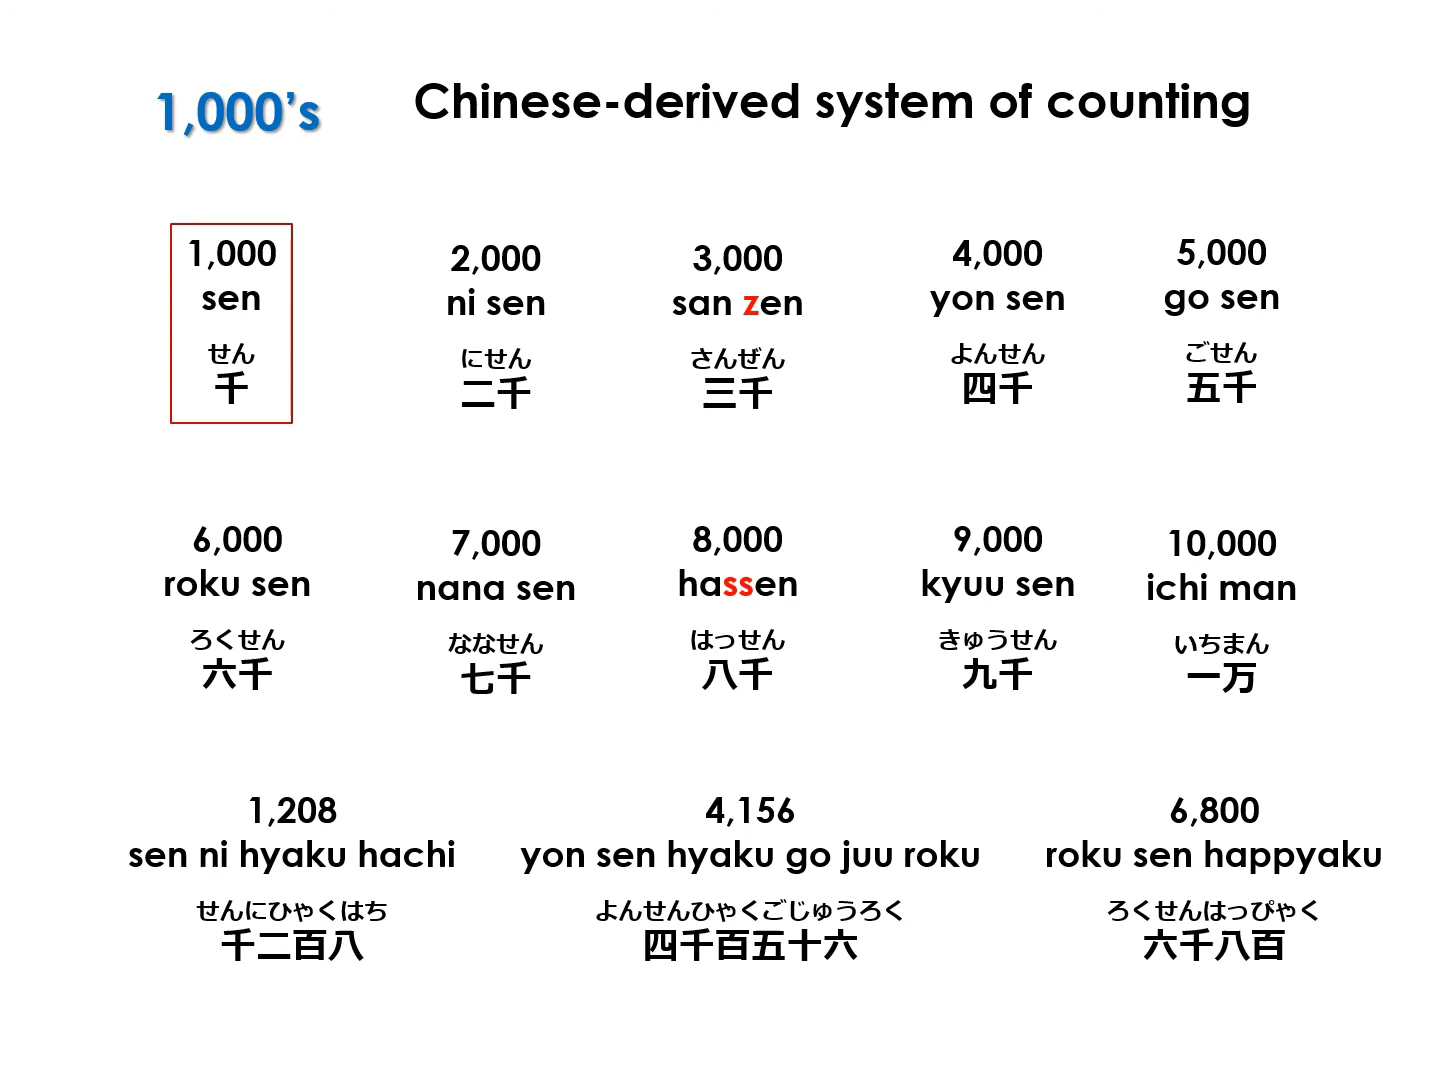 1,000’s
Chinese-derived system of counting
1,000
sen
せん
千
2,000
ni sen
にせん
二千
3,000
san zen
さんぜん
三千
4,000
yon sen
よんせん
四千
5,000
go sen
ごせん
五千
6,000
roku sen
ろくせん
六千
7,000
nana sen
ななせん
七千
8,000
hassen
はっせん
八千
9,000
kyuu sen
きゅうせん
九千
10,000
ichi man
いちまん
一万
1,208
sen ni hyaku hachi
せんにひゃくはち
千二百八
4,156
yon sen hyaku go juu roku
よんせんひゃくごじゅうろく
四千百五十六
6,800
roku sen happyaku
ろくせんはっぴゃく
六千八百